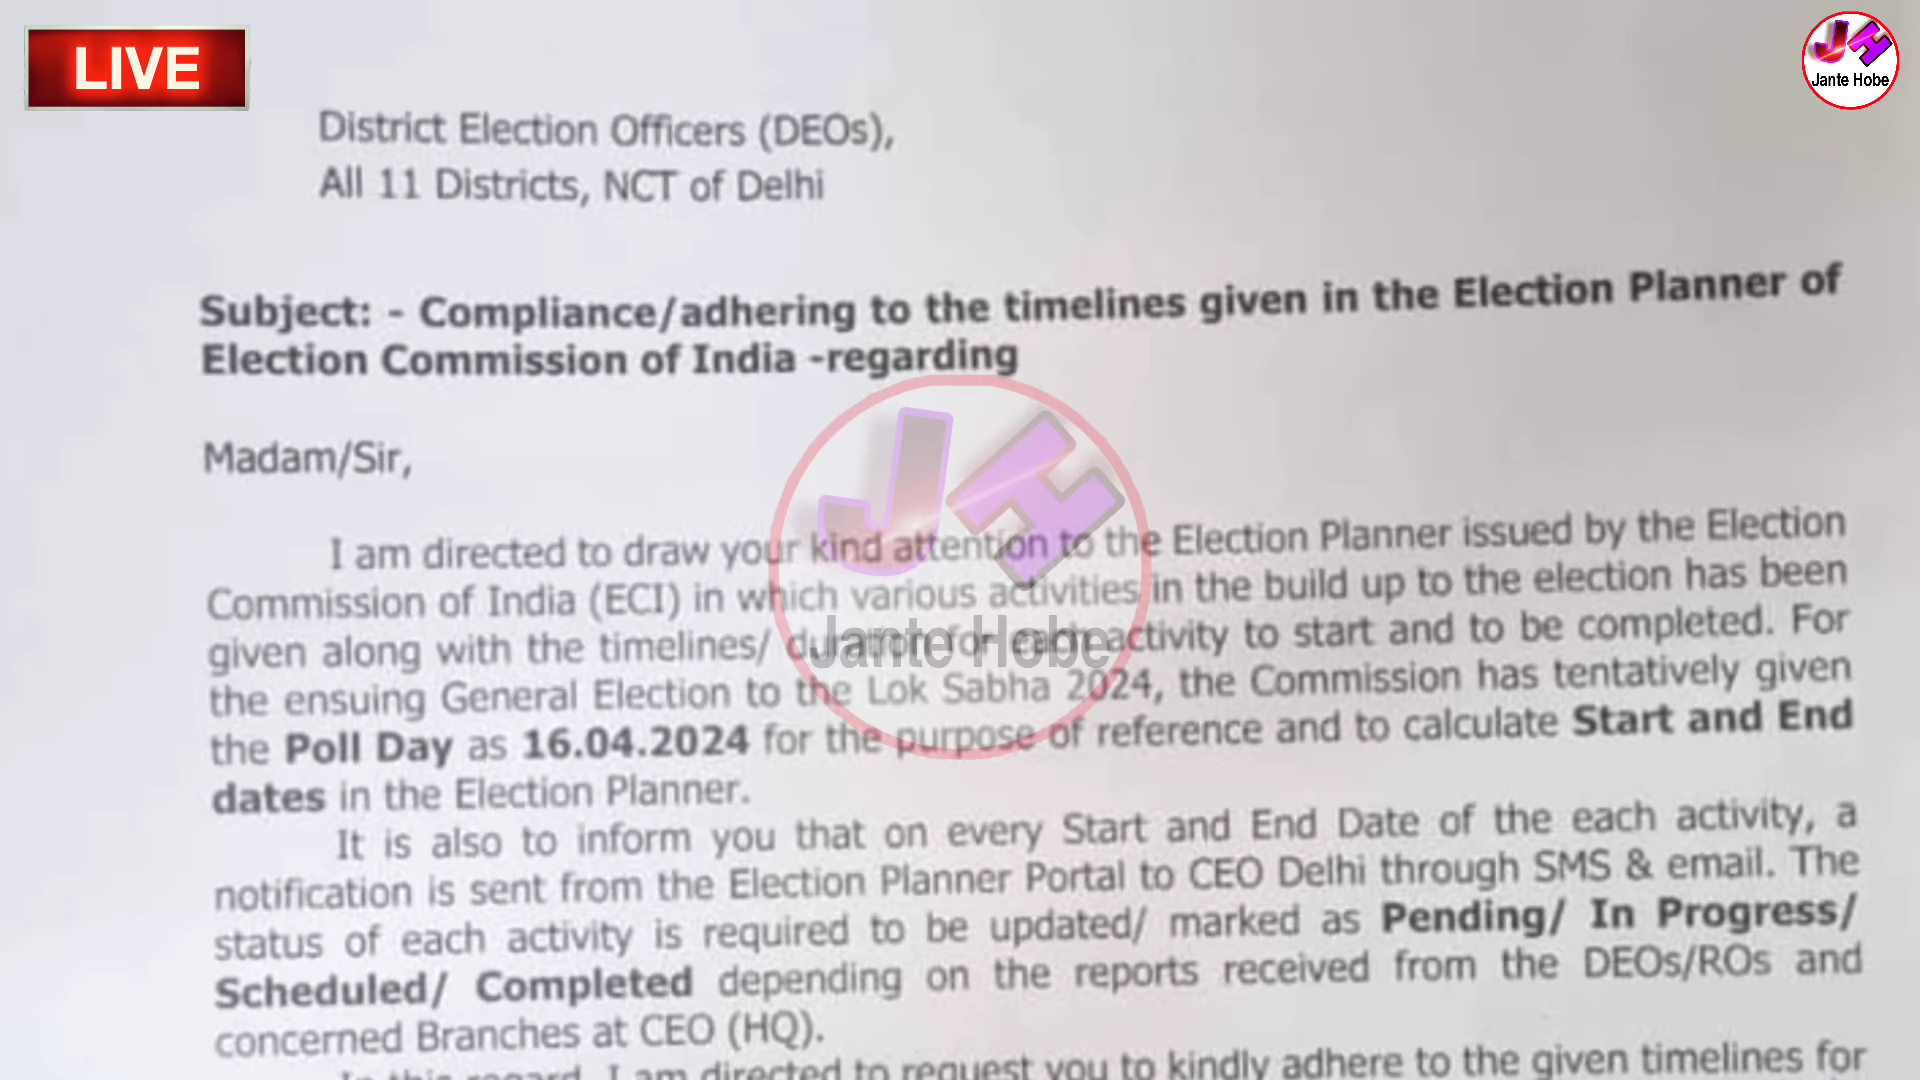 LIVE
JH
Jante Hobe
District Election Officers (DEOs),
All 11 Districts, NCT of Delhi
Subject: - Compliance/adhering to the timelines given in the Election Planner of
Election Commission of India -regarding
Madam/Sir,
I am directed to draw your kind attention to the Election Planner issued by the Election
Commission of India (ECI) in which various activities in the build up to the election has been
given along with the timelines/ duration for each activity to start and to be completed. For
the ensuing General Election to the Lok Sabha 2024, the Commission has tentatively given
the Poll Day as 16.04.2024 for the purpose of reference and to calculate Start and End
dates in the Election Planner.
It is also to inform you that on every Start and End Date of the each activity, a
notification is sent from the Election Planner Portal to CEO Delhi through SMS & email. The
status of each activity is required to be updated/ marked as Pending/ In Progress/
Scheduled/ Completed depending on the reports received from the DEOs/ROs and
concerned Branches at CEO (HQ).
In this regard, I am directed to request you to kindly adhere to the given timelines for
JH
Jante Hobe